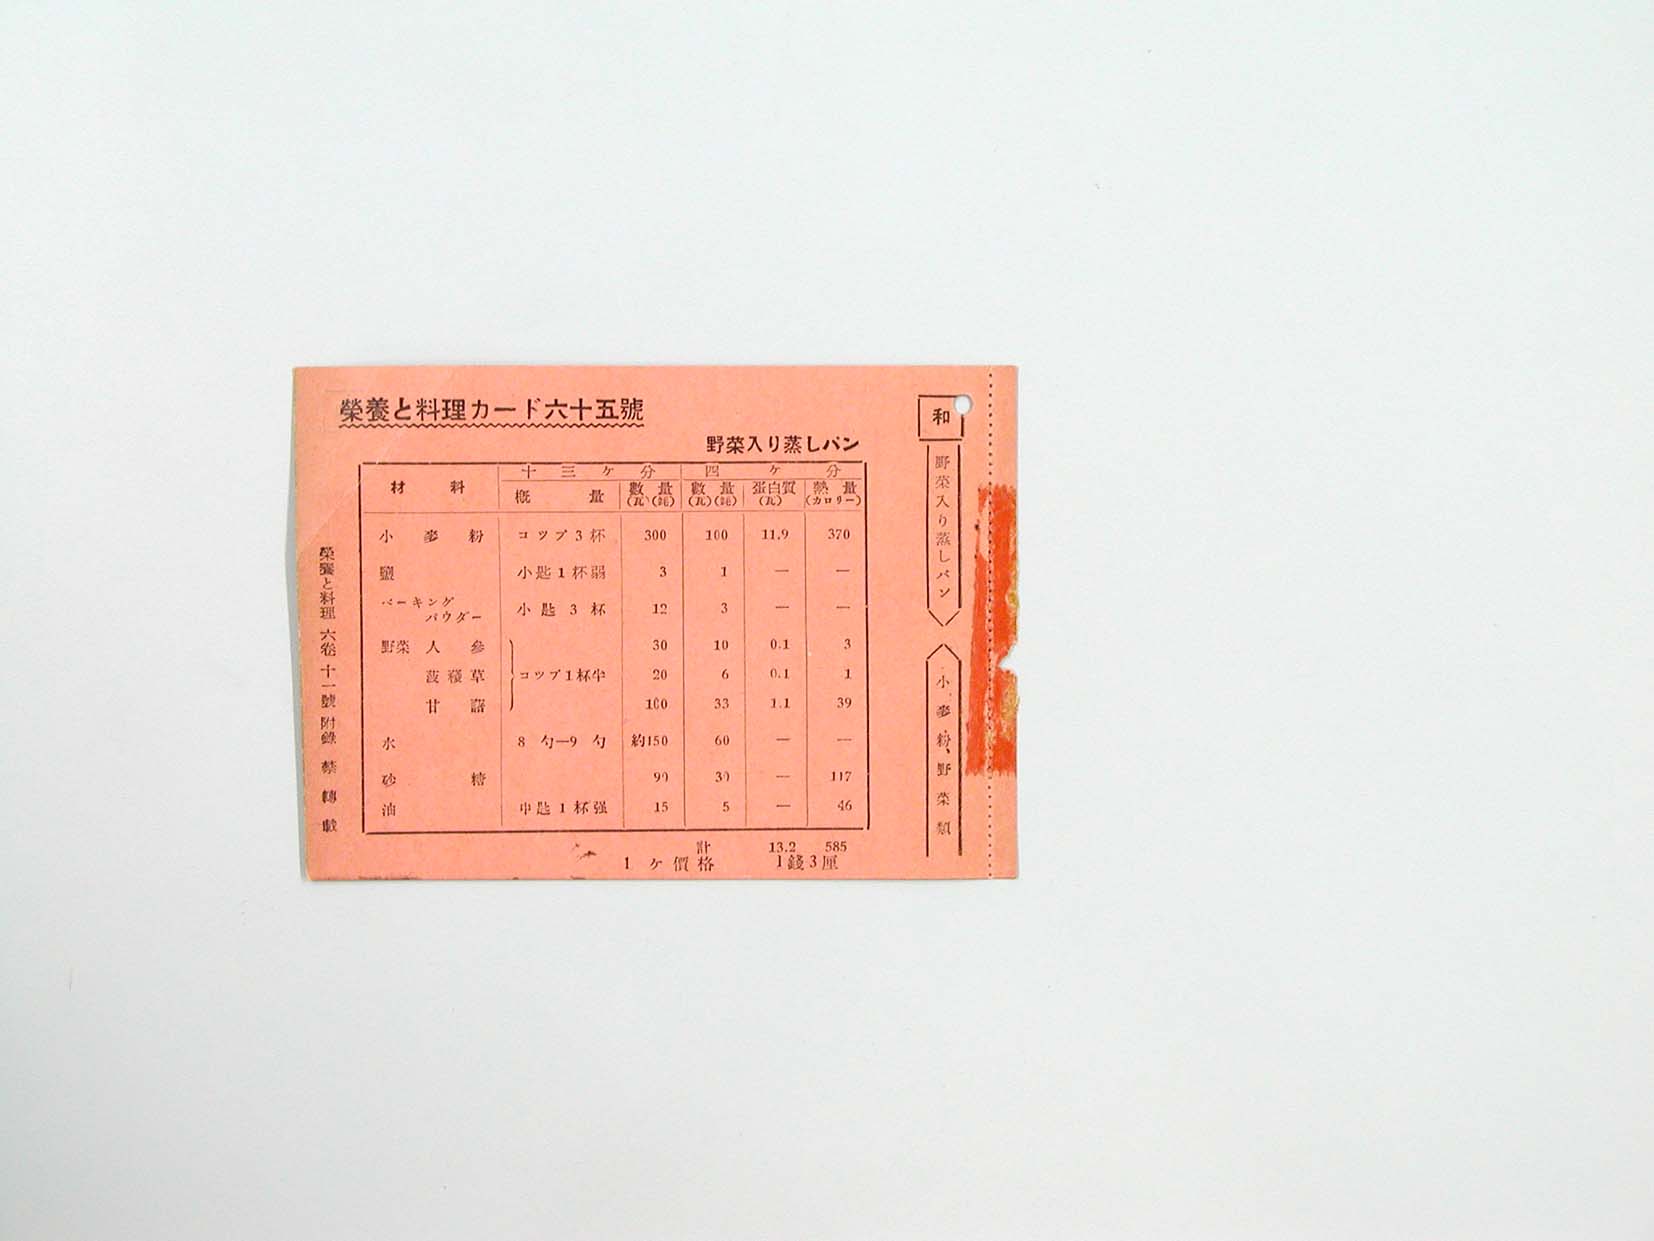 榮養と料理カード六十五號
野菜入り蒸しパン
材料 十三ヶ分 四ヶ分
概量 數量(瓦)(竓) 數量(瓦)(竓) 蛋白質(瓦) 熱量(カロリー)
小麥粉 コツプ3杯 300 100 11.9 370
鹽 小匙1杯弱 3 1 — —
ベーキングパウダー 小匙3杯 12 3 — —
野菜 人參 30 10 0.1 3
菠薐草 コツプ1杯半 20 6 0.1 1
甘藷 100 33 1.1 39
水 8勺—9勺 約150 60 — —
砂糖 90 30 — 117
油 中匙1杯强 15 5 — 46
計 13.2 585
1ヶ價格 1錢3厘
和
野菜入り蒸しパン
小麥粉、野菜類
榮養と料理 六卷十一號附錄 禁轉載